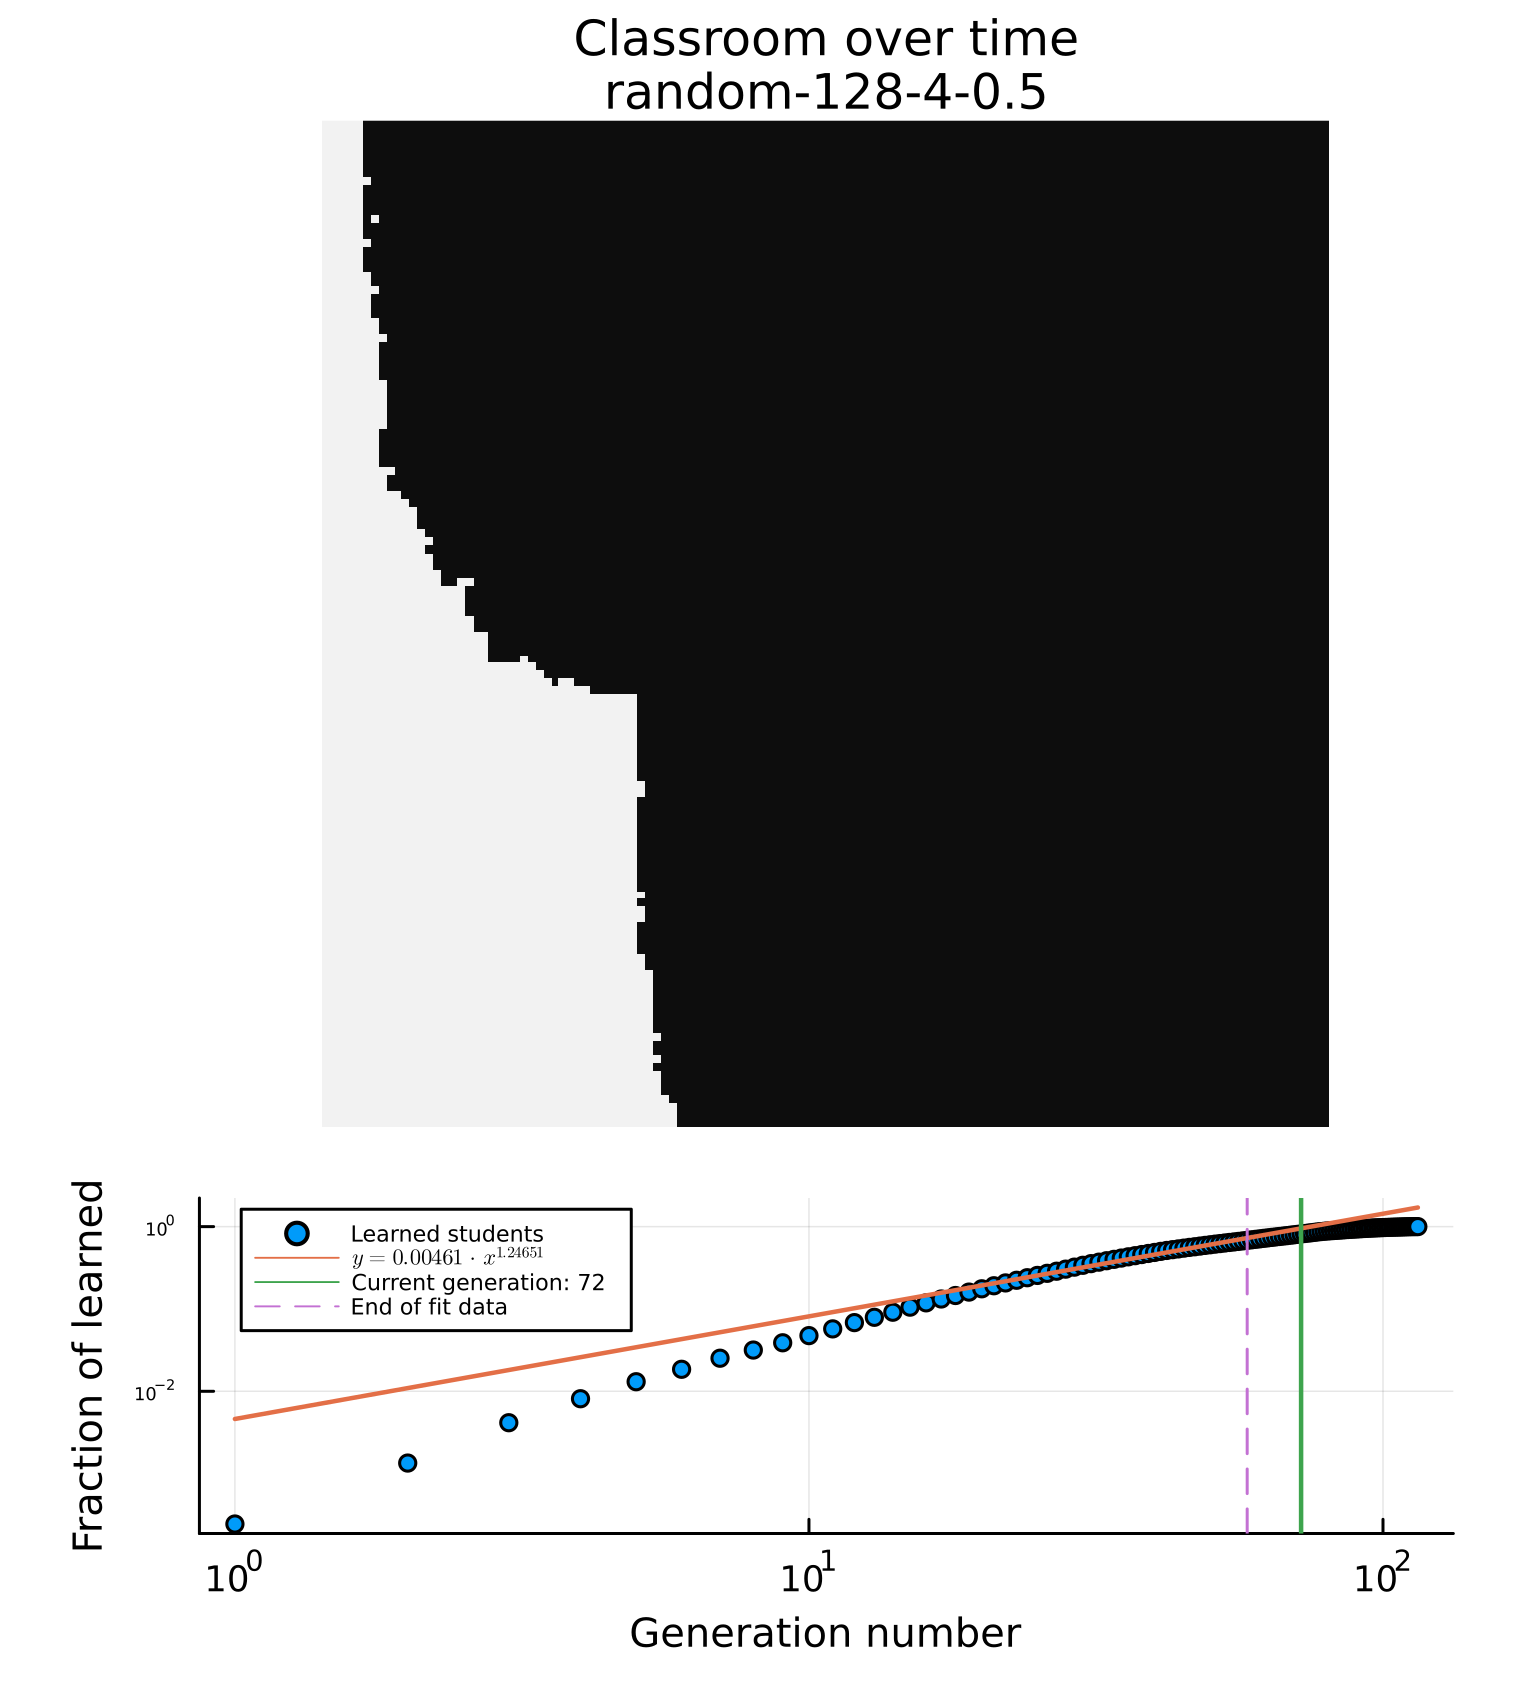 Classroom over time
random-128-4-0.5
Fraction of learned
10^0
10^-2
Learned students
y = 0.00461 · x^1.24651
Current generation: 72
End of fit data
10^0 10^1 10^2
Generation number